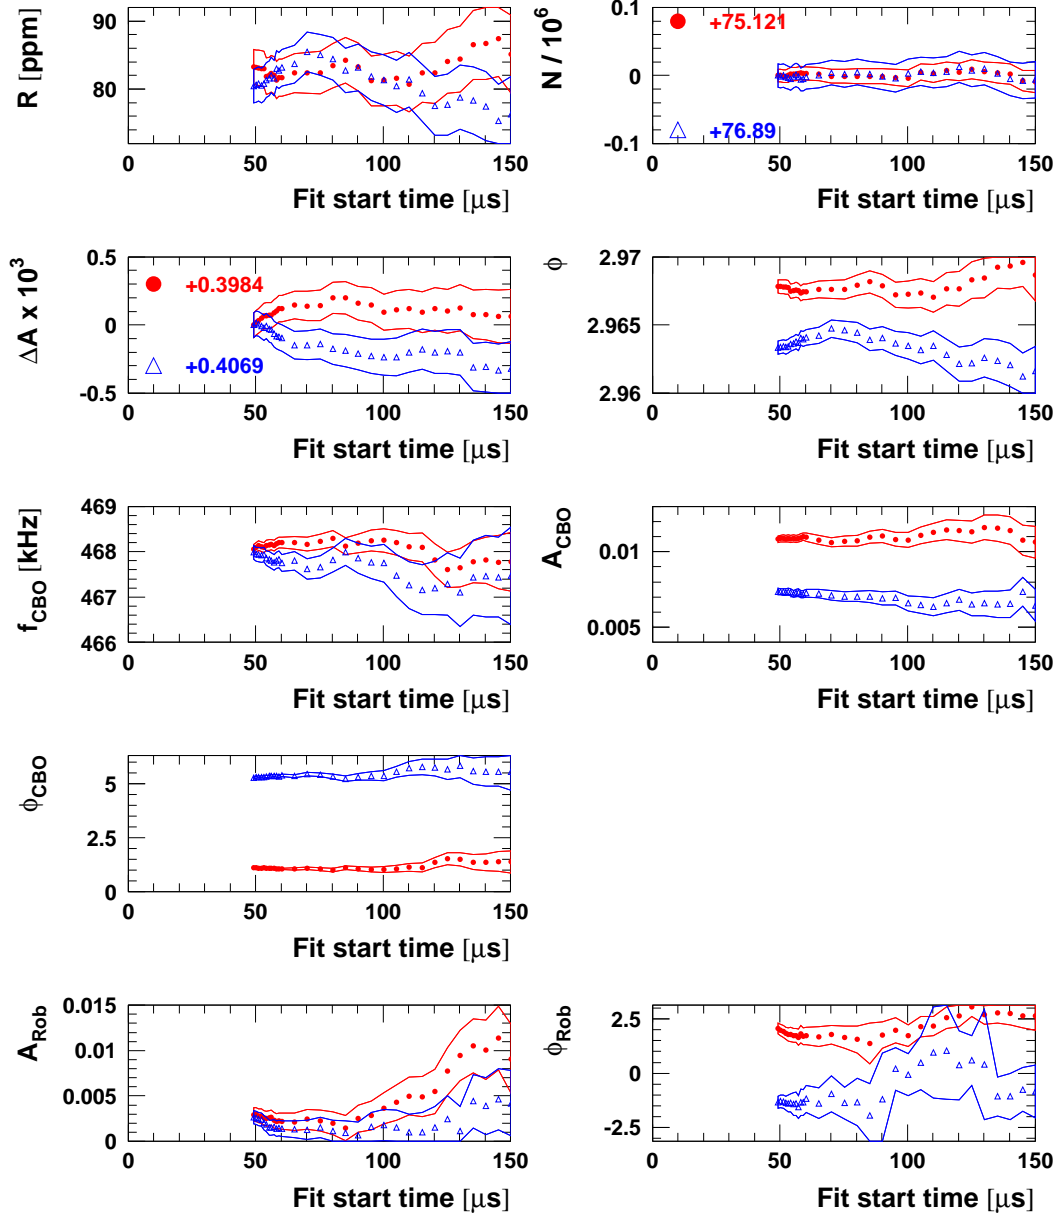 R [ppm]
90
80
0 50 100 150
Fit start time [μs]
N / 10^6
0.1
0
-0.1
+75.121
+76.89
0 50 100 150
Fit start time [μs]
ΔA x 10^3
0.5
0
-0.5
+0.3984
+0.4069
0 50 100 150
Fit start time [μs]
ϕ
2.97
2.965
2.96
0 50 100 150
Fit start time [μs]
f_CBO [kHz]
469
468
467
466
0 50 100 150
Fit start time [μs]
A_CBO
0.01
0.005
0 50 100 150
Fit start time [μs]
ϕ_CBO
5
2.5
0
0 50 100 150
Fit start time [μs]
A_Rob
0.015
0.01
0.005
0
0 50 100 150
Fit start time [μs]
ϕ_Rob
2.5
0
-2.5
0 50 100 150
Fit start time [μs]